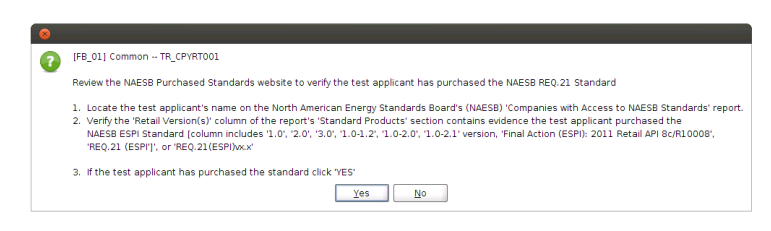 [FB_01] Common -- TR_CPYRT001
Review the NAESB Purchased Standards website to verify the test applicant has purchased the NAESB REQ.21 Standard
1. Locate the test applicant's name on the North American Energy Standards Board's (NAESB) 'Companies with Access to NAESB Standards' report.
2. Verify the 'Retail Version(s)' column of the report's 'Standard Products' section contains evidence the test applicant purchased the
NAESB ESPI Standard [column includes '1.0', '2.0', '3.0', '1.0-1.2', '1.0-2.0', '1.0-2.1' version, 'Final Action (ESPI): 2011 Retail API 8c/R10008',
'REQ.21 (ESPI']', or 'REQ.21(ESPI)vx.x'
3. If the test applicant has purchased the standard click 'YES'
Yes No